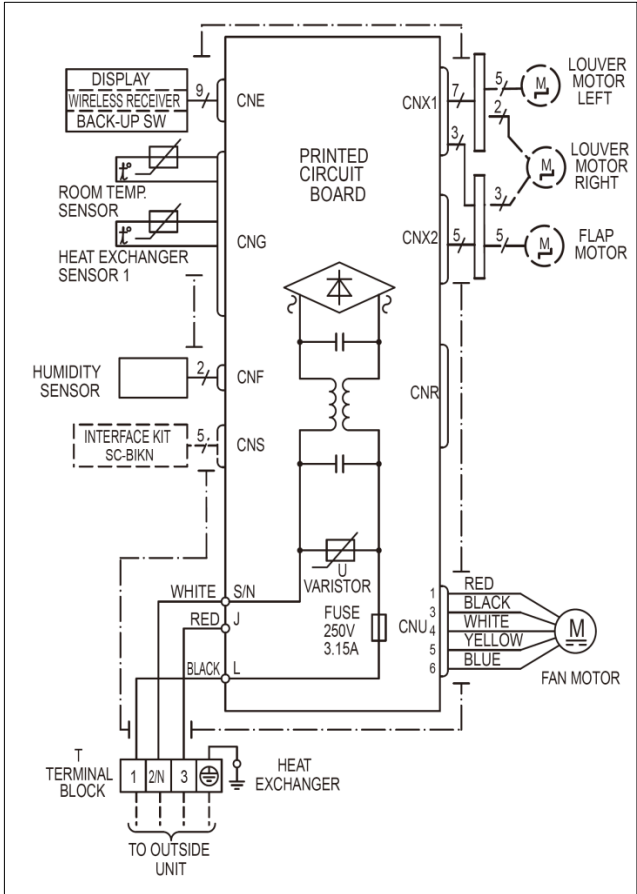 DISPLAY
WIRELESS RECEIVER
BACK-UP SW
9
CNE
t°
ROOM TEMP.
SENSOR
t°
HEAT EXCHANGER
SENSOR 1
CNG
HUMIDITY
SENSOR
2
CNF
INTERFACE KIT
SC-BIKN
5
CNS
PRINTED
CIRCUIT
BOARD
CNX1
7
3
5
2
M
LOUVER
MOTOR
LEFT
M
LOUVER
MOTOR
RIGHT
3
CNX2
5
5
M
FLAP
MOTOR
CNR
U
VARISTOR
FUSE
250V
3.15A
WHITE
S/N
RED
J
BLACK
L
CNU
1
RED
3
BLACK
4
WHITE
5
YELLOW
6
BLUE
M
FAN MOTOR
T
TERMINAL
BLOCK
1
2/N
3
HEAT
EXCHANGER
TO OUTSIDE
UNIT